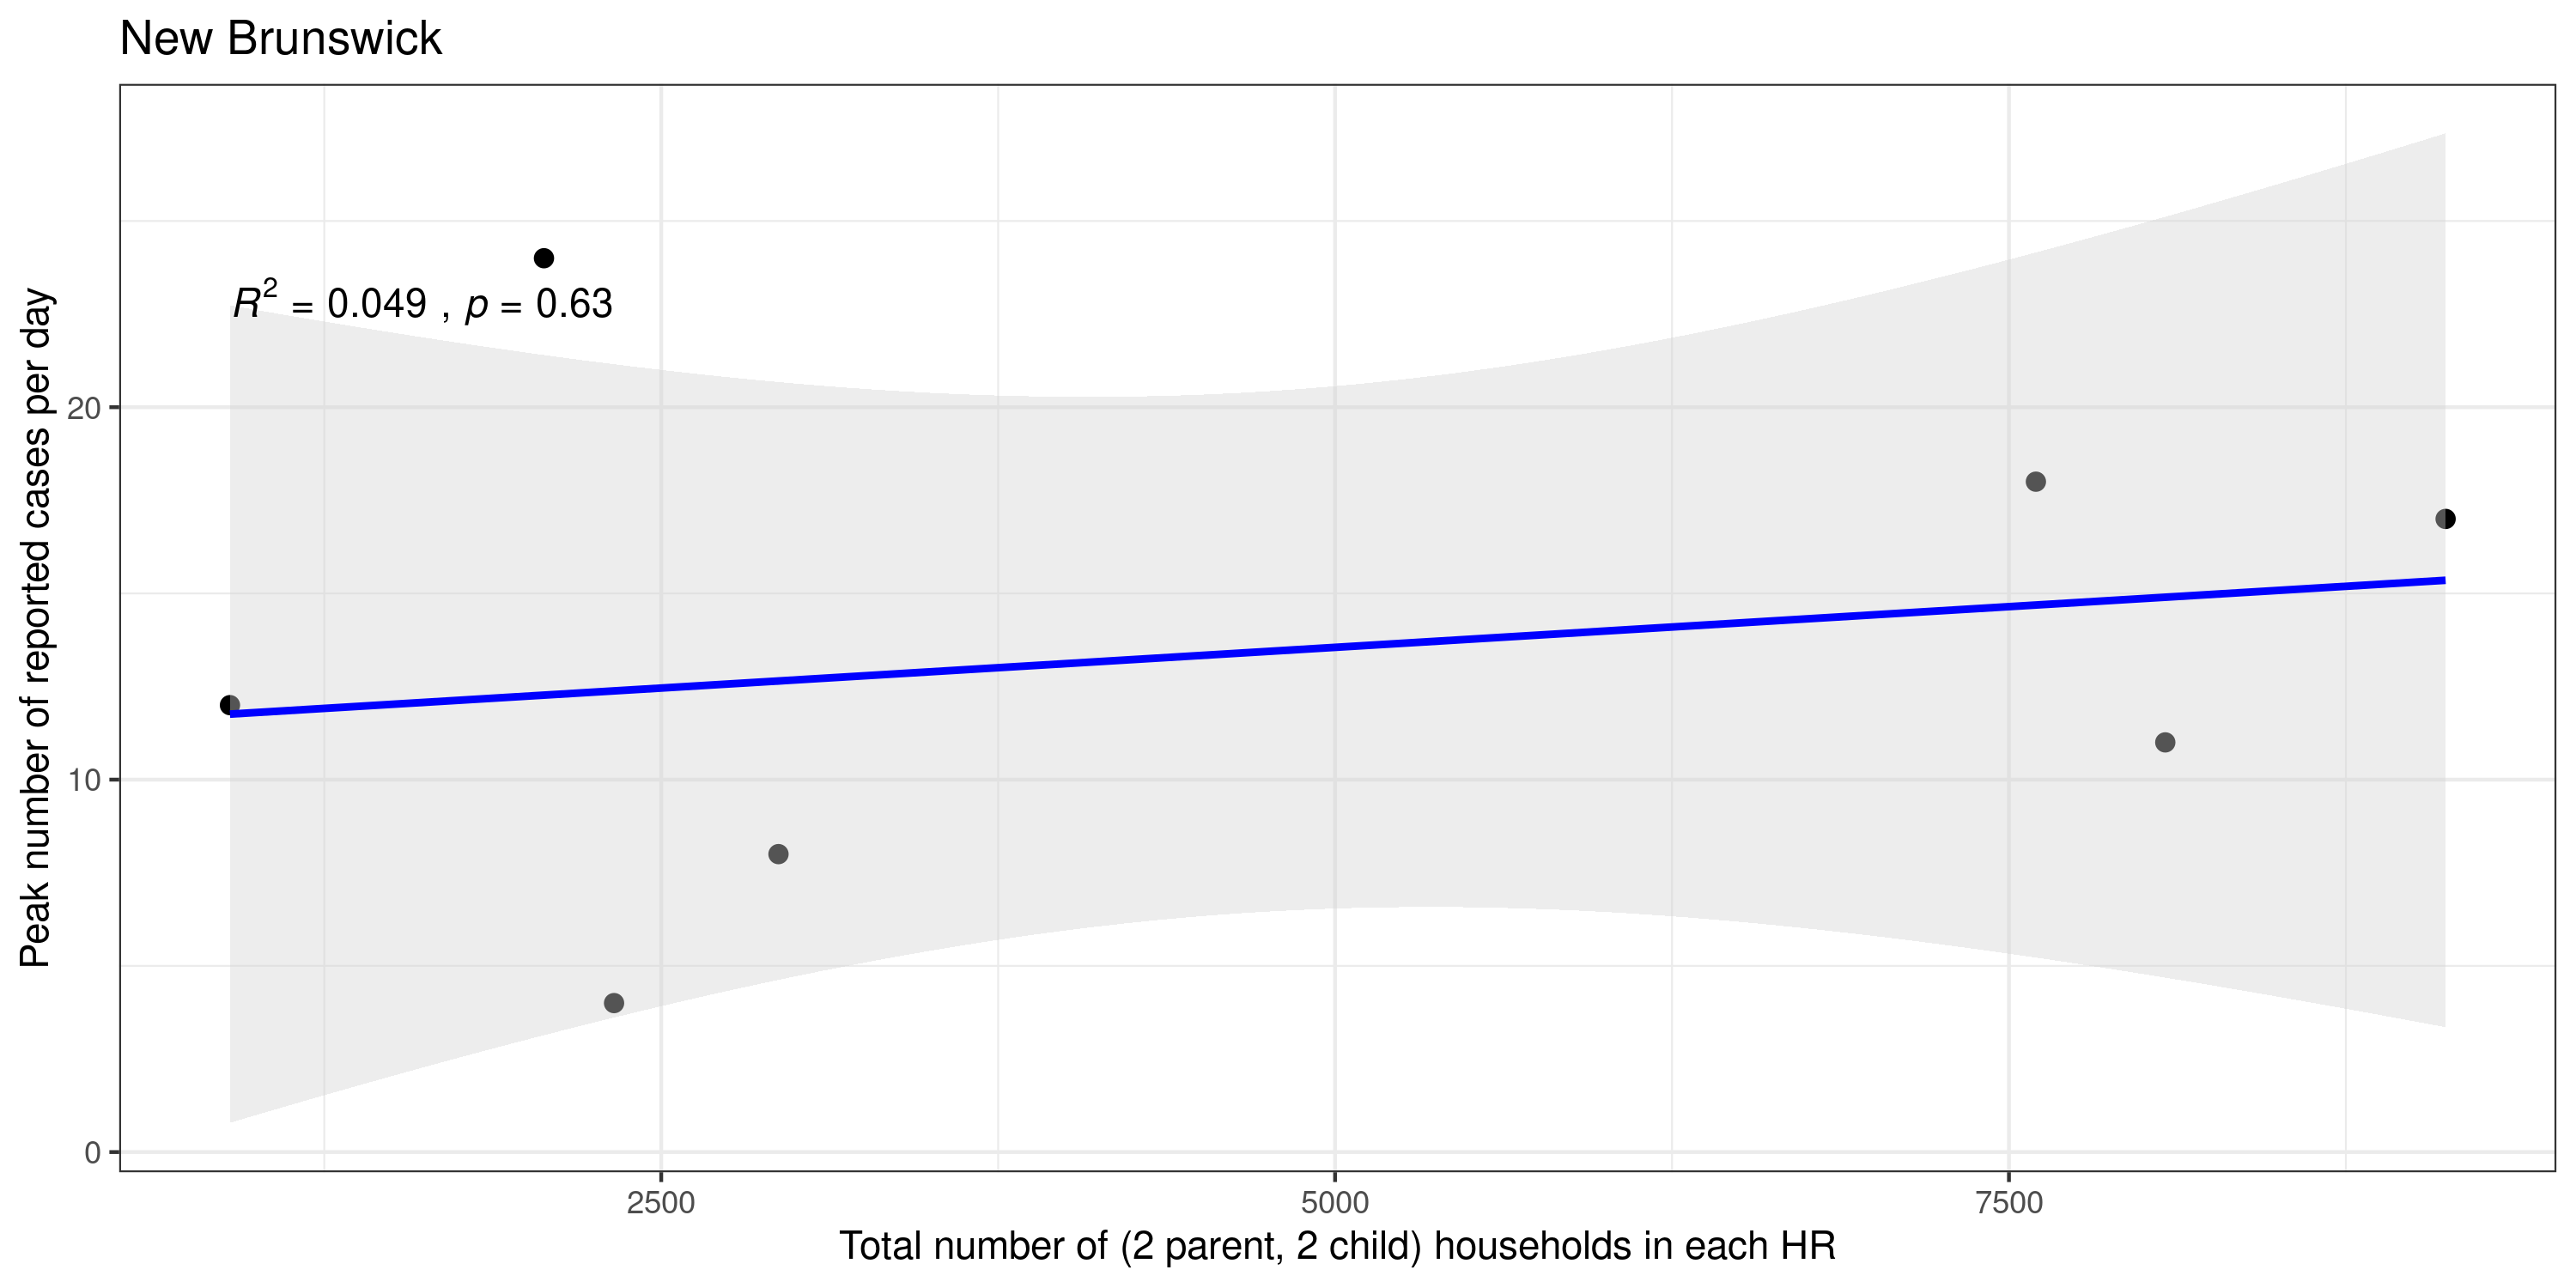 New Brunswick
R² = 0.049 , p = 0.63
Peak number of reported cases per day
20
10
0
2500
5000
7500
Total number of (2 parent, 2 child) households in each HR